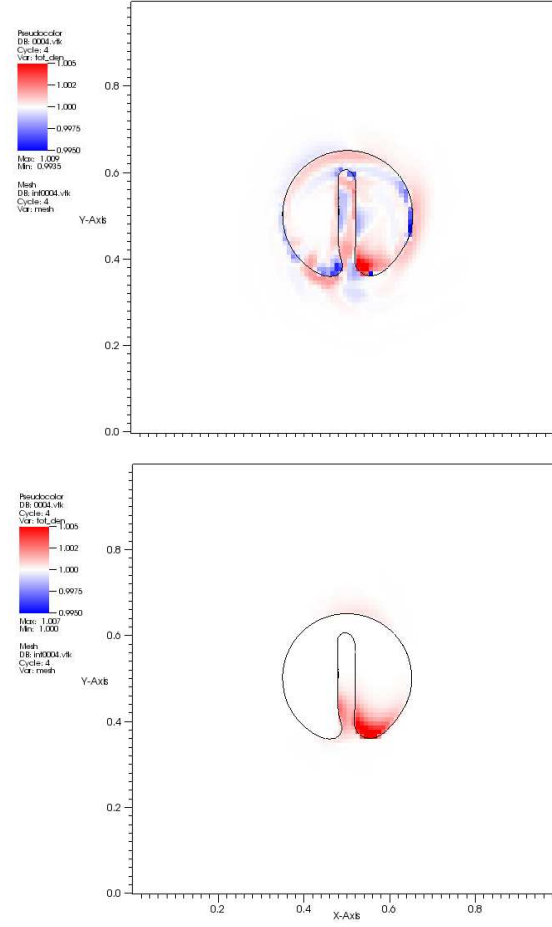 Pseudocolor
DB: 0004.vtk
Cycle: 4
Var: tot_den
1.005
1.002
1.000
0.9975
0.9950
Max: 1.009
Min: 0.9935
Mesh
DB: int0004.vtk
Cycle: 4
Var: mesh
0.8
0.6
Y-Axis
0.4
0.2
0.0
Pseudocolor
DB: 0004.vtk
Cycle: 4
Var: tot_den
1.005
1.002
1.000
0.9975
0.9950
Max: 1.007
Min: 1.000
Mesh
DB: int0004.vtk
Cycle: 4
Var: mesh
0.8
0.6
Y-Axis
0.4
0.2
0.0
0.2
0.4
0.6
0.8
X-Axis